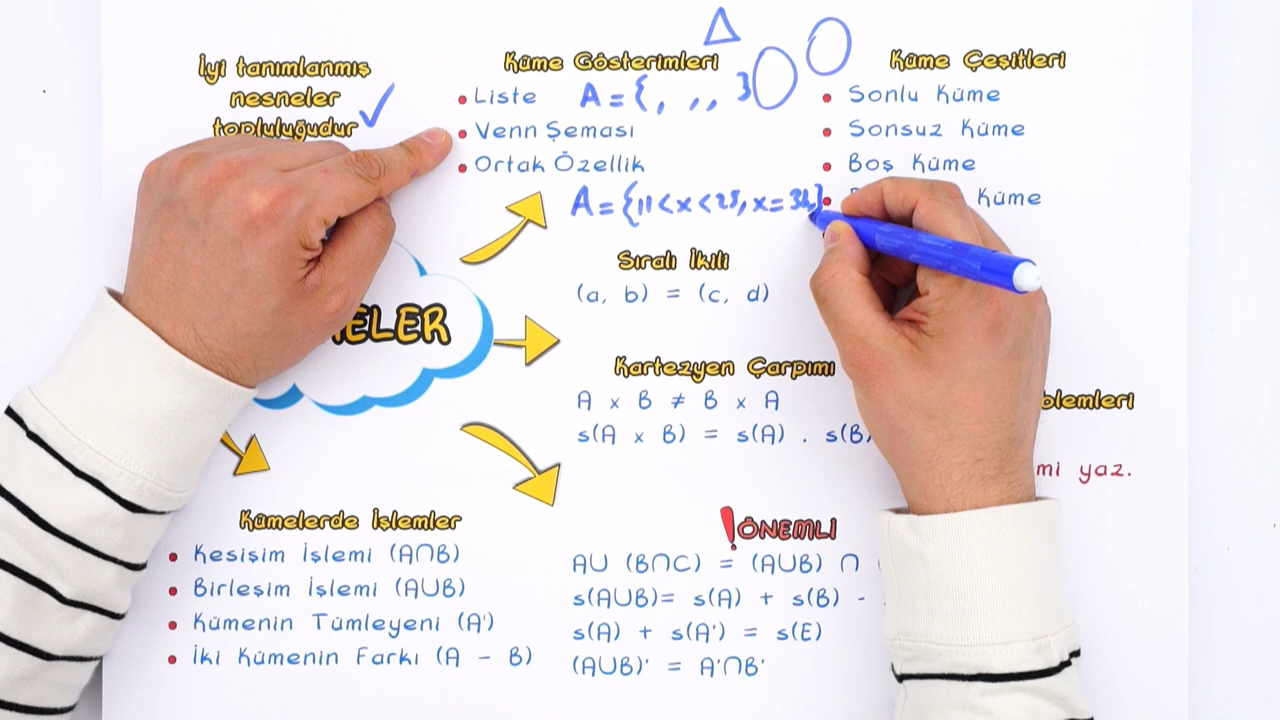 İyi tanımlanmış
nesneler
topluluğudur
Küme Gösterimleri
Liste A = { , , , }
Venn Şeması
Ortak Özellik
A = {11 < x < 25, x = 3k,}
Küme Çeşitleri
Sonlu Küme
Sonsuz Küme
Boş Küme
Küme
Sıralı İkili
(a, b) = (c, d)
ELER
Kartezyen Çarpımı
A x B ≠ B x A
s(A x B) = s(A) . s(B)
blemleri
mi yaz.
Kümelerde İşlemler
Kesişim İşlemi (A∩B)
Birleşim İşlemi (A∪B)
Kümenin Tümleyeni (A')
İki Kümenin Farkı (A - B)
! ÖNEMLİ
A∪ (B∩C) = (A∪B) ∩
s(A∪B)= s(A) + s(B) -
s(A) + s(A') = s(E)
(A∪B)' = A'∩B'